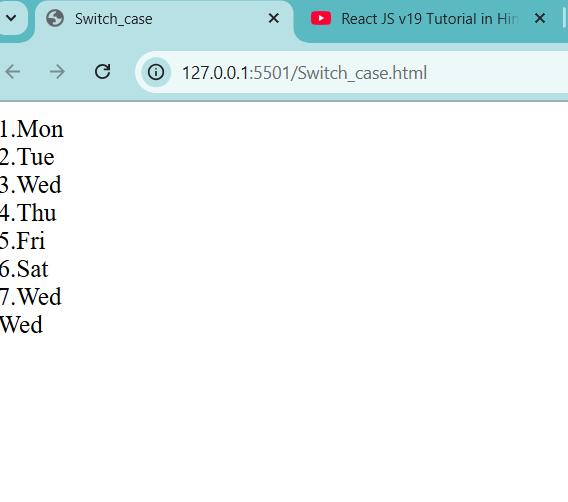 Switch_case
React JS v19 Tutorial in Hin
127.0.0.1:5501/Switch_case.html
1.Mon
2.Tue
3.Wed
4.Thu
5.Fri
6.Sat
7.Wed
Wed